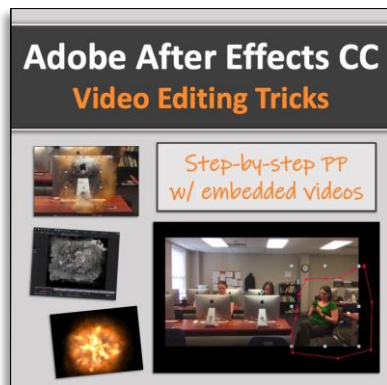 Adobe After Effects CC
Video Editing Tricks
Step-by-step PP
w/ embedded videos